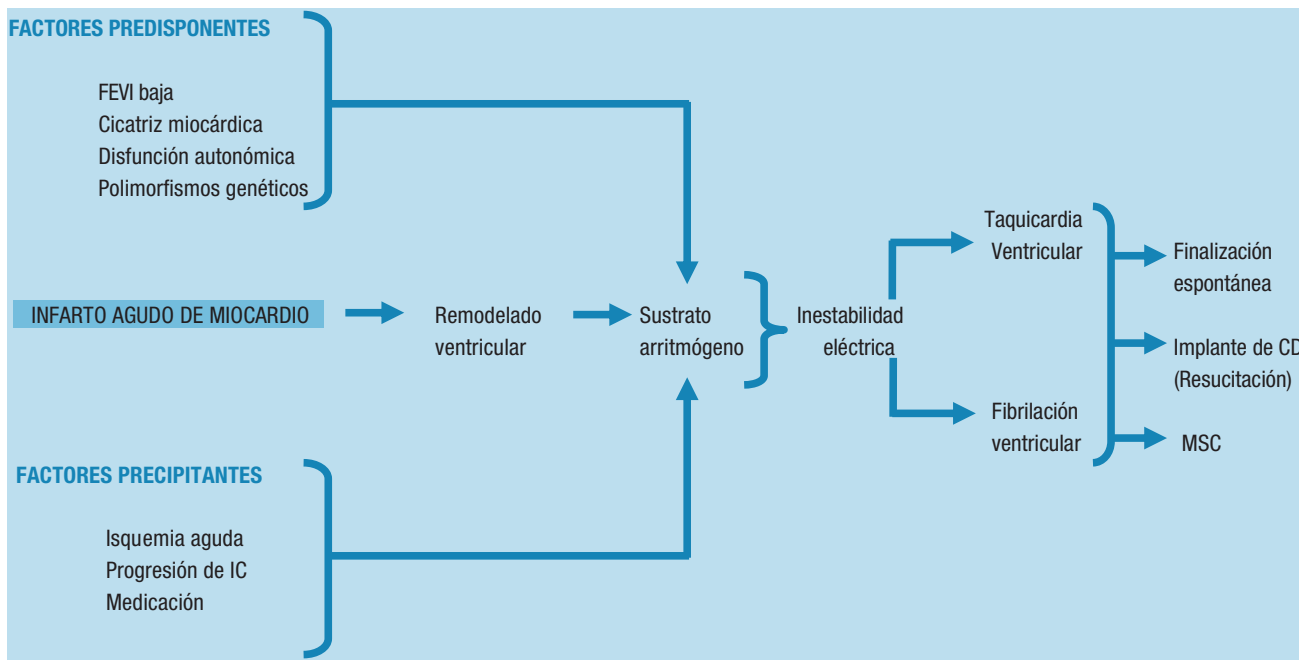 FACTORES PREDISPONENTES
FEVI baja
Cicatriz miocárdica
Disfunción autonómica
Polimorfismos genéticos
INFARTO AGUDO DE MIOCARDIO
Remodelado
ventricular
Sustrato
arritmógeno
Inestabilidad
eléctrica
Taquicardia
Ventricular
Fibrilación
ventricular
Finalización
espontánea
Implante de CD
(Resucitación)
MSC
FACTORES PRECIPITANTES
Isquemia aguda
Progresión de IC
Medicación